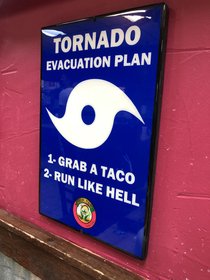 TORNADO
EVACUATION PLAN
1- GRAB A TACO
2- RUN LIKE HELL